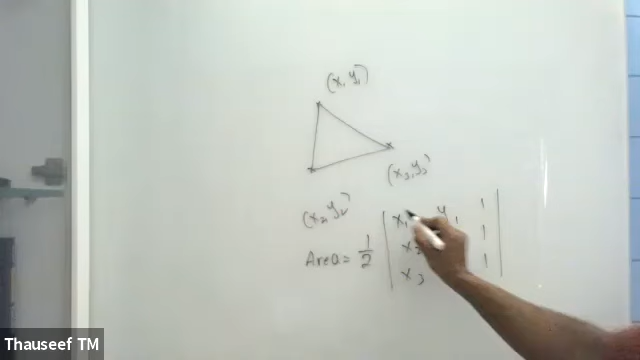 (x₁ y₁)
(x₃, y₃)
(x₂, y₂)
Area = 1/2 | x₁ y₁ 1
x₂ 1
x₃ 1 |
Thauseef TM